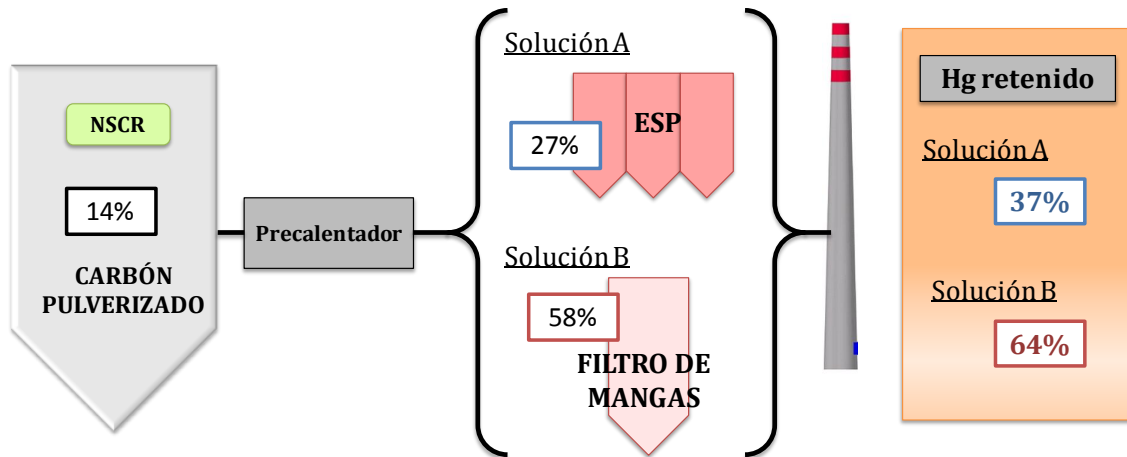 NSCR
14%
CARBÓN
PULVERIZADO
Precalentador
Solución A
27%
ESP
Solución B
58%
FILTRO DE
MANGAS
Hg retenido
Solución A
37%
Solución B
64%